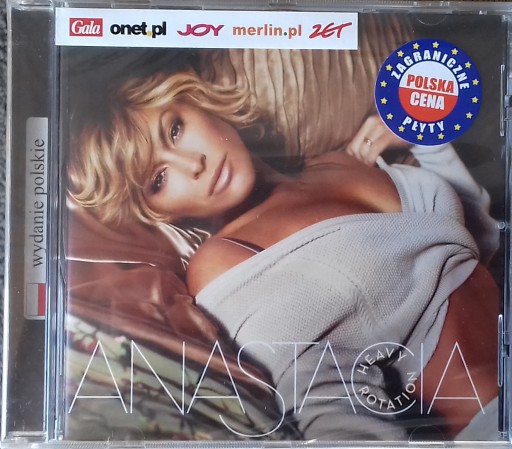 Gala onet.pl JOY merlin.pl ZET
ZAGRANICZNE
POLSKA
CENA
PŁYTY
wydanie polskie
ANASTACIA
HEAVY
ROTATION